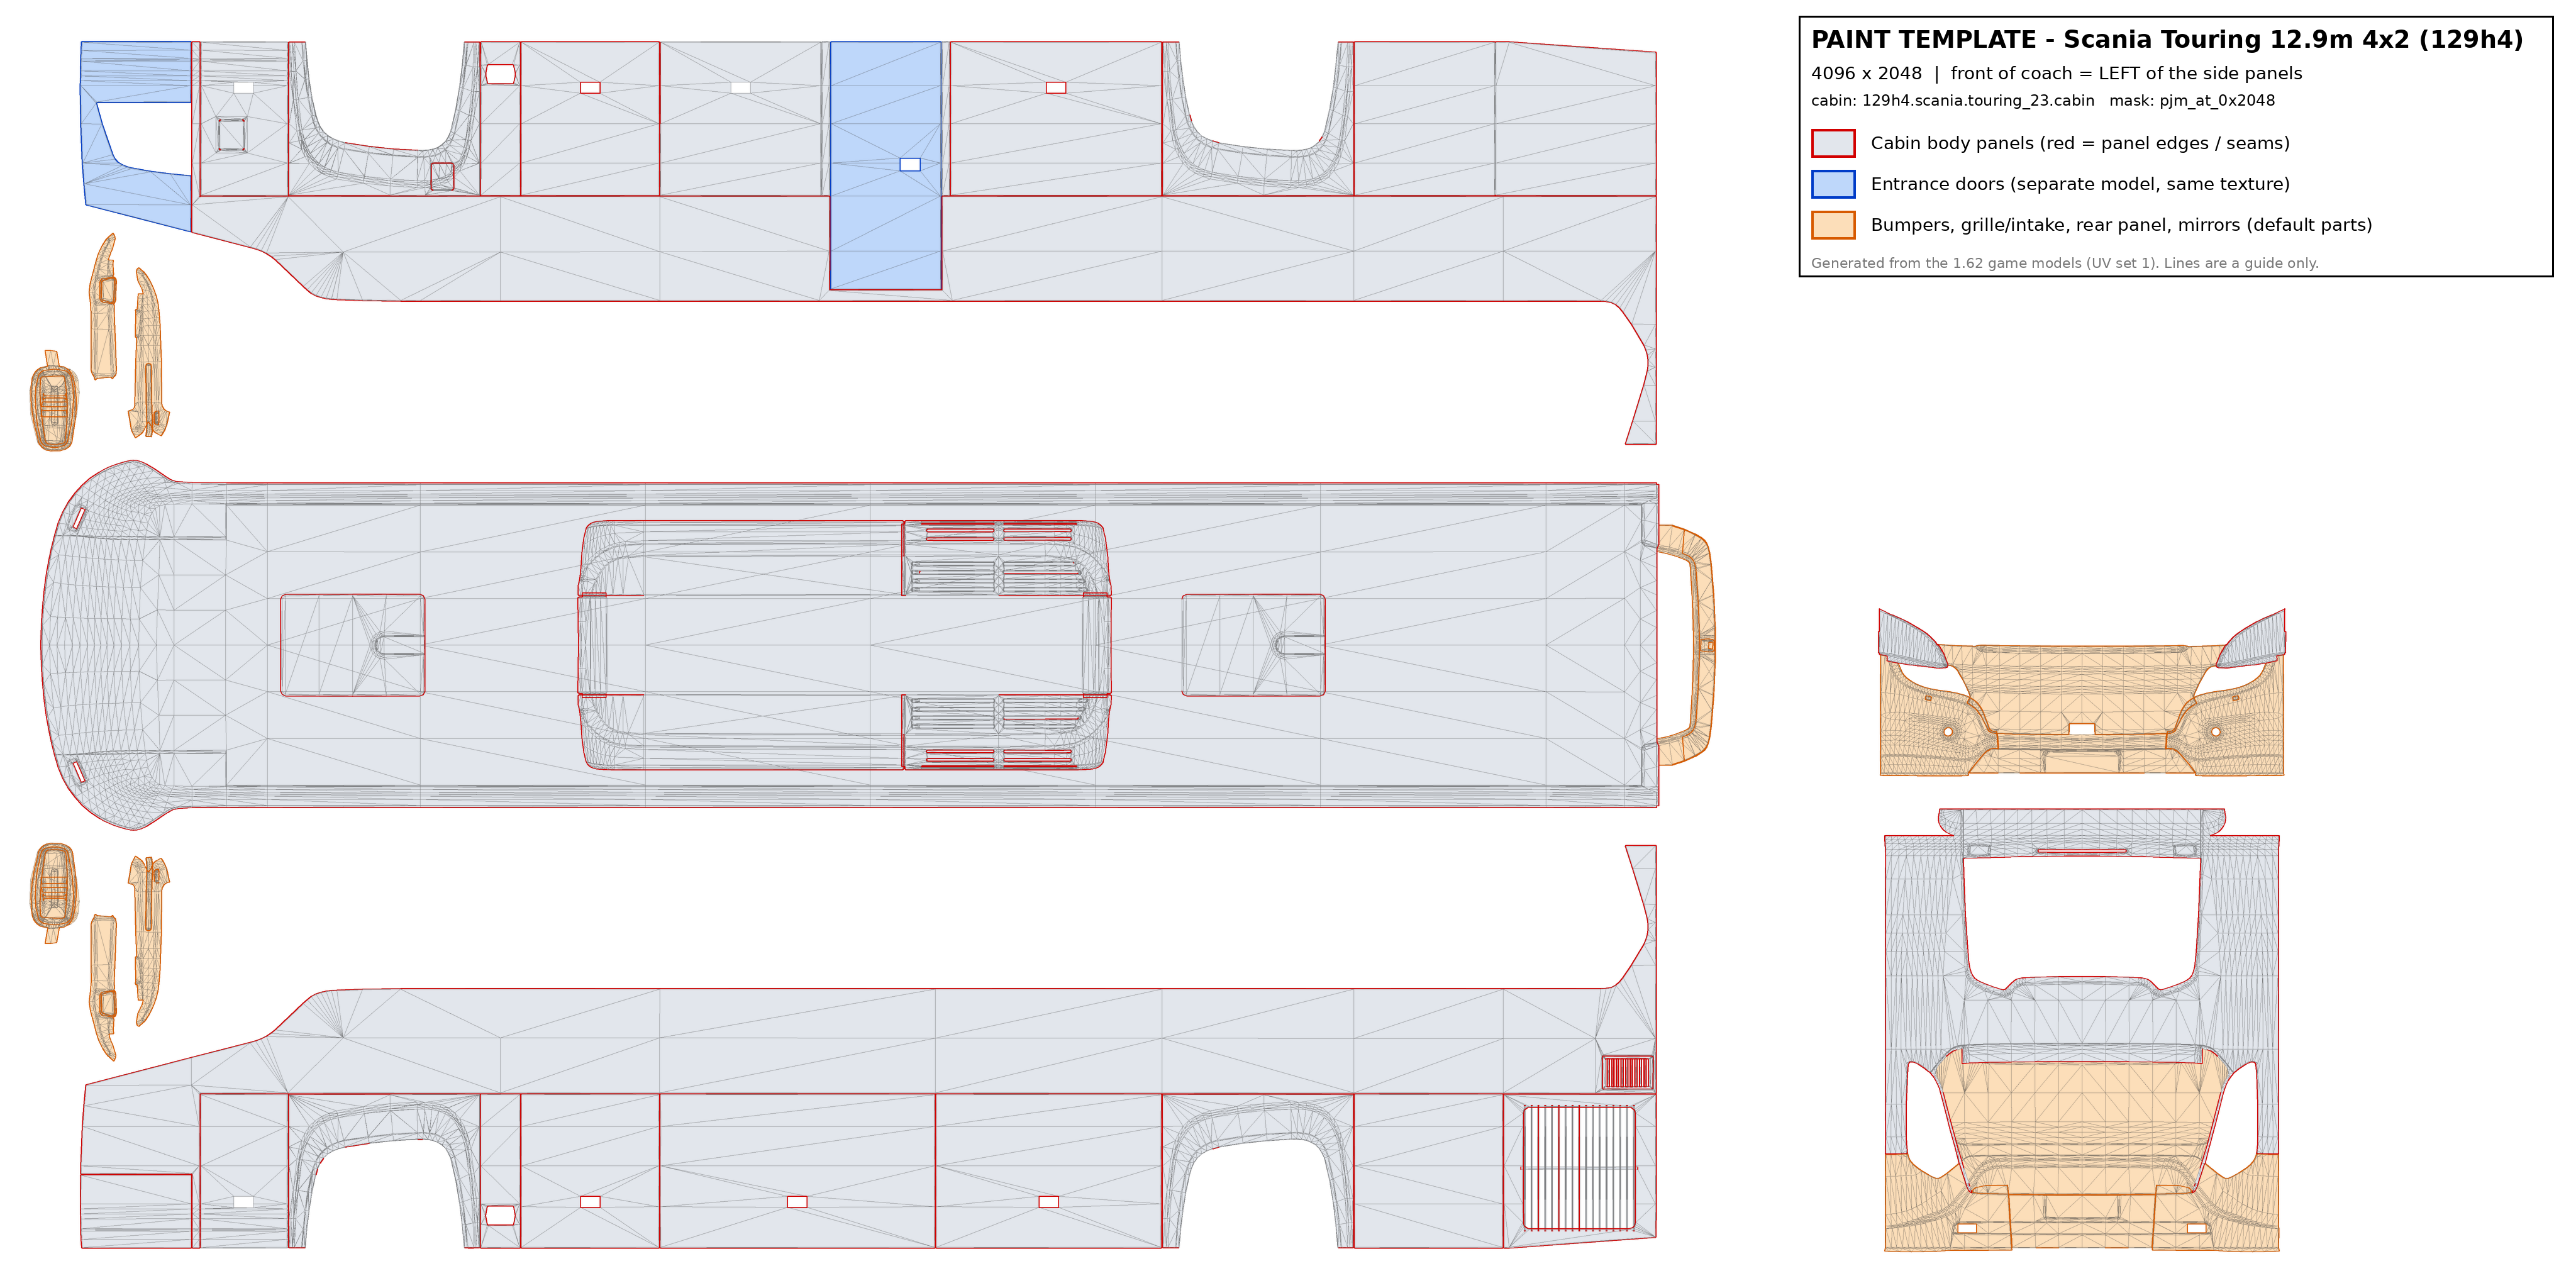 PAINT TEMPLATE - Scania Touring 12.9m 4x2 (129h4)
4096 x 2048  |  front of coach = LEFT of the side panels
cabin: 129h4.scania.touring_23.cabin   mask: pjm_at_0x2048
Cabin body panels (red = panel edges / seams)
Entrance doors (separate model, same texture)
Bumpers, grille/intake, rear panel, mirrors (default parts)
Generated from the 1.62 game models (UV set 1). Lines are a guide only.